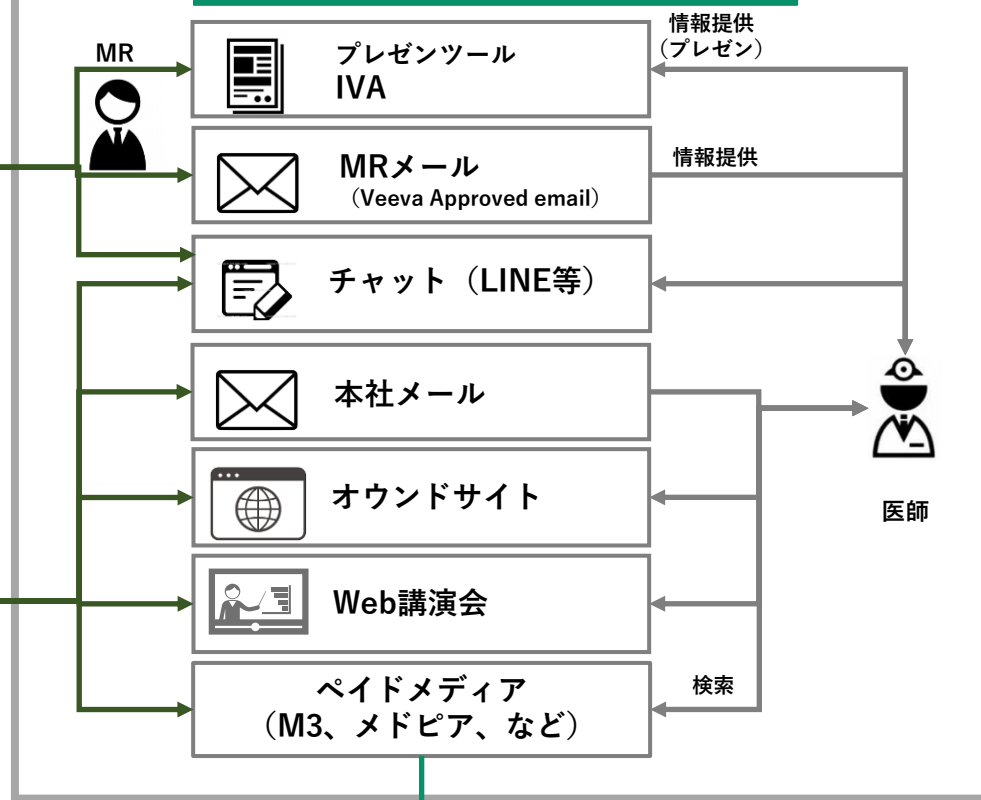 MR
プレゼンツール
IVA
情報提供
（プレゼン）
MRメール
（Veeva Approved email）
情報提供
チャット（LINE等）
本社メール
オウンドサイト
医師
Web講演会
ペイドメディア
（M3、メドピア、など）
検索